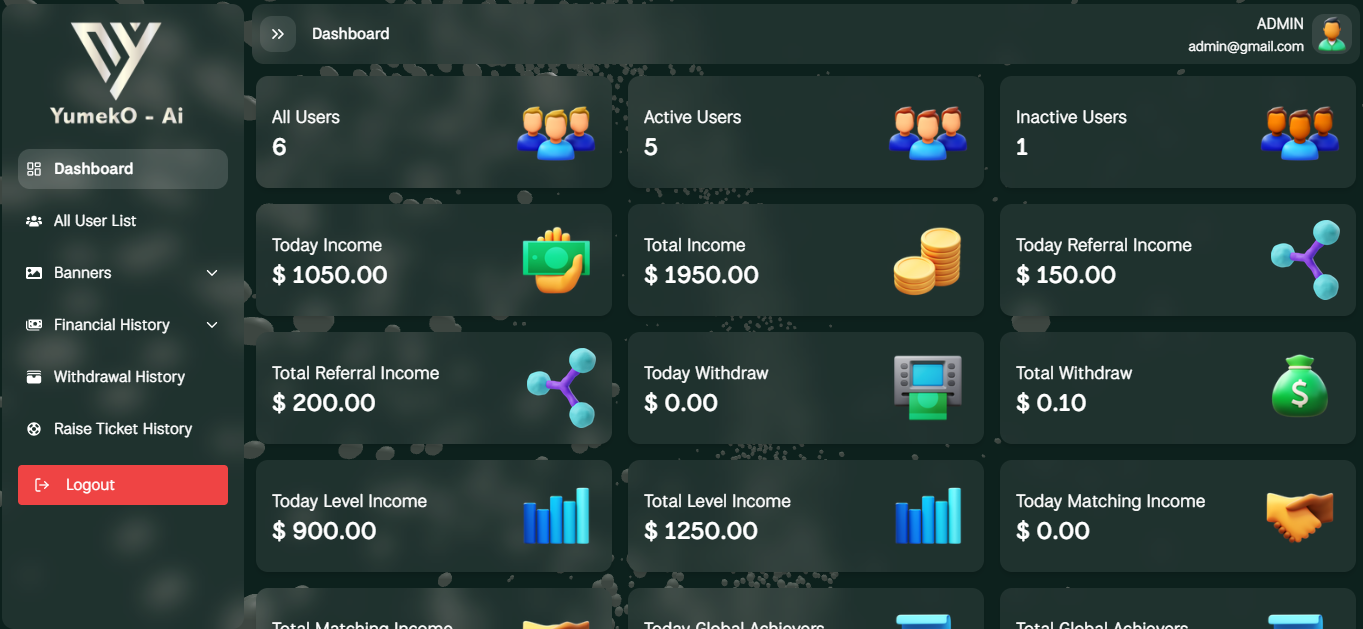 YumekO - Ai
Dashboard
All User List
Banners
Financial History
Withdrawal History
Raise Ticket History
Logout
Dashboard
ADMIN
admin@gmail.com
All Users
6
Active Users
5
Inactive Users
1
Today Income
$ 1050.00
Total Income
$ 1950.00
Today Referral Income
$ 150.00
Total Referral Income
$ 200.00
Today Withdraw
$ 0.00
Total Withdraw
$ 0.10
Today Level Income
$ 900.00
Total Level Income
$ 1250.00
Today Matching Income
$ 0.00
Total Matching Income
Today Global Achievers
Total Global Achievers